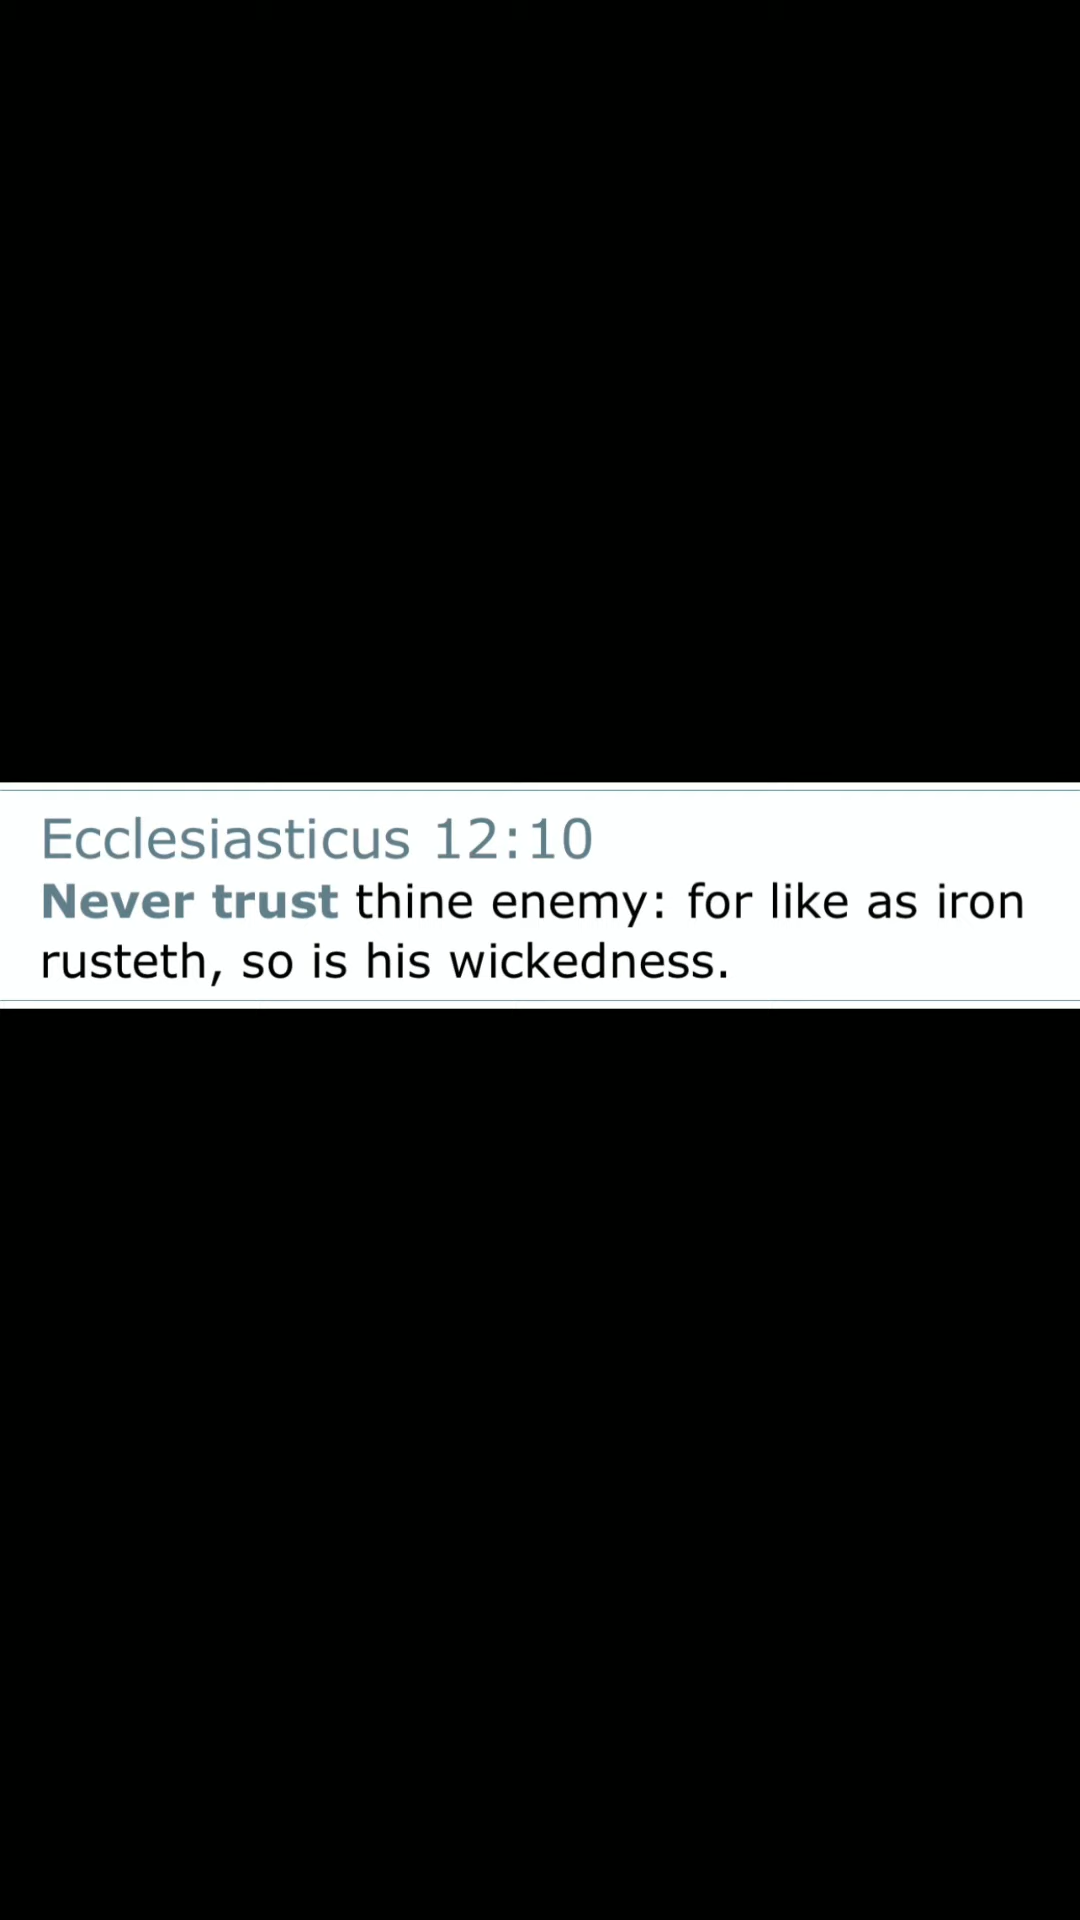 Ecclesiasticus 12:10
Never trust thine enemy: for like as iron
rusteth, so is his wickedness.